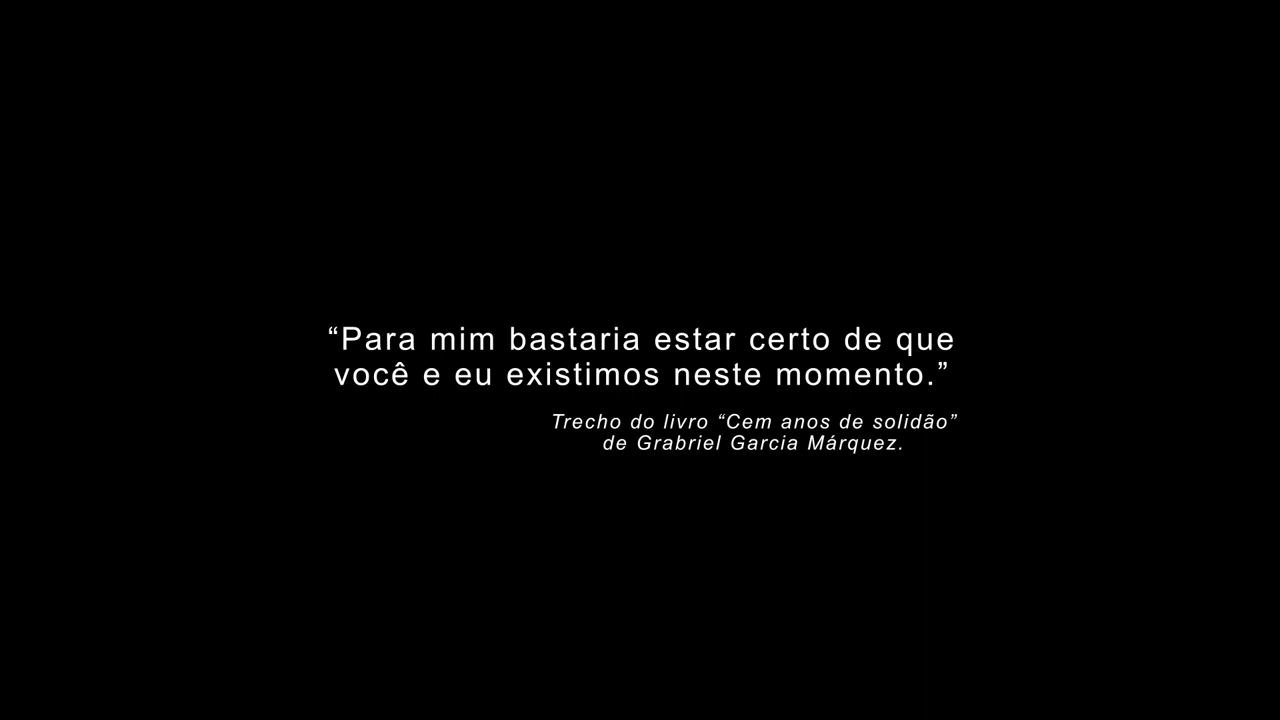 “Para mim bastaria estar certo de que
você e eu existimos neste momento.”
Trecho do livro “Cem anos de solidão”
de Grabriel Garcia Márquez.